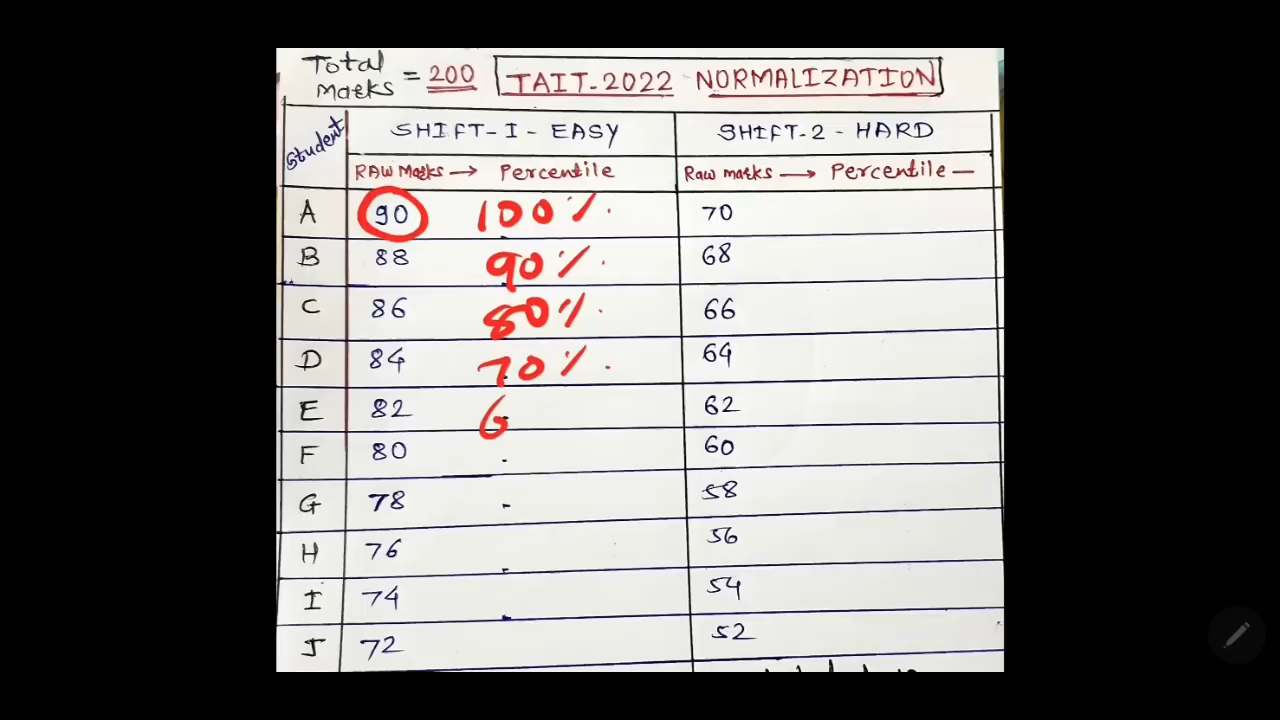 Total marks = 200 TAIT-2022 NORMALIZATION
Student SHIFT-I - EASY SHIFT-2 - HARD
RAW Marks → Percentile Raw marks → Percentile —
A 90 100%. 70
B 88 90%. 68
C 86 80%. 66
D 84 70%. 64
E 82 6 62
F 80 60
G 78 58
H 76 56
I 74 54
J 72 52